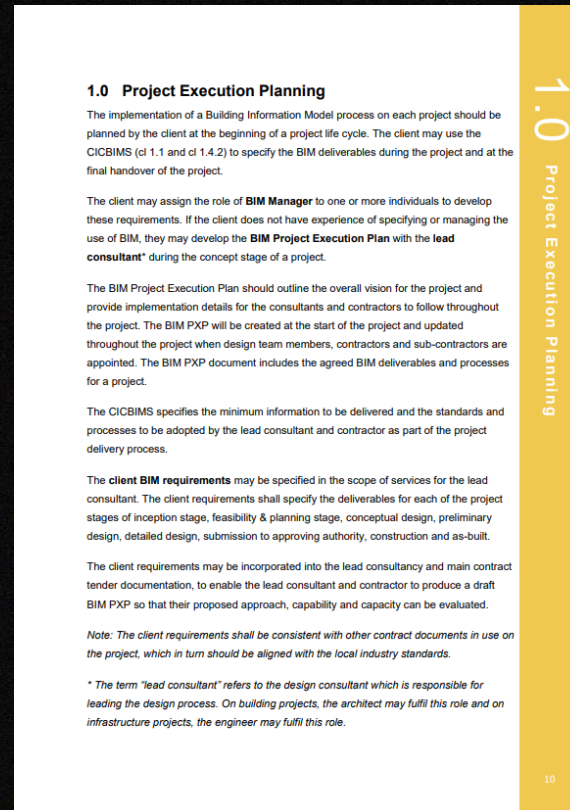 1.0 Project Execution Planning
The implementation of a Building Information Model process on each project should be
planned by the client at the beginning of a project life cycle. The client may use the
CICBIMS (cl 1.1 and cl 1.4.2) to specify the BIM deliverables during the project and at the
final handover of the project.
The client may assign the role of BIM Manager to one or more individuals to develop
these requirements. If the client does not have experience of specifying or managing the
use of BIM, they may develop the BIM Project Execution Plan with the lead
consultant* during the concept stage of a project.
The BIM Project Execution Plan should outline the overall vision for the project and
provide implementation details for the consultants and contractors to follow throughout
the project. The BIM PXP will be created at the start of the project and updated
throughout the project when design team members, contractors and sub-contractors are
appointed. The BIM PXP document includes the agreed BIM deliverables and processes
for a project.
The CICBIMS specifies the minimum information to be delivered and the standards and
processes to be adopted by the lead consultant and contractor as part of the project
delivery process.
The client BIM requirements may be specified in the scope of services for the lead
consultant. The client requirements shall specify the deliverables for each of the project
stages of inception stage, feasibility & planning stage, conceptual design, preliminary
design, detailed design, submission to approving authority, construction and as-built.
The client requirements may be incorporated into the lead consultancy and main contract
tender documentation, to enable the lead consultant and contractor to produce a draft
BIM PXP so that their proposed approach, capability and capacity can be evaluated.
Note: The client requirements shall be consistent with other contract documents in use on
the project, which in turn should be aligned with the local industry standards.
* The term "lead consultant" refers to the design consultant which is responsible for
leading the design process. On building projects, the architect may fulfil this role and on
infrastructure projects, the engineer may fulfil this role.
1.0 Project Execution Planning
10